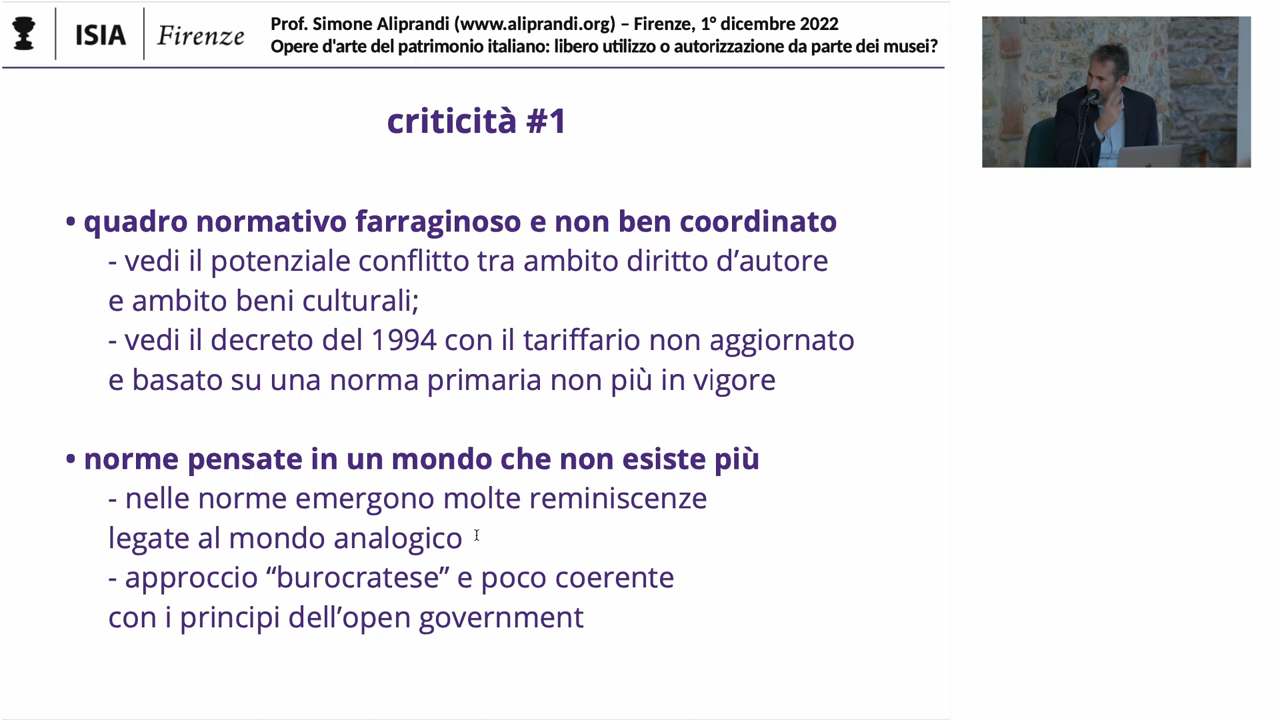 ISIA Firenze
Prof. Simone Aliprandi (www.aliprandi.org) – Firenze, 1° dicembre 2022
Opere d'arte del patrimonio italiano: libero utilizzo o autorizzazione da parte dei musei?
criticità #1
• quadro normativo farraginoso e non ben coordinato
- vedi il potenziale conflitto tra ambito diritto d’autore
e ambito beni culturali;
- vedi il decreto del 1994 con il tariffario non aggiornato
e basato su una norma primaria non più in vigore
• norme pensate in un mondo che non esiste più
- nelle norme emergono molte reminiscenze
legate al mondo analogico
- approccio “burocratese” e poco coerente
con i principi dell’open government